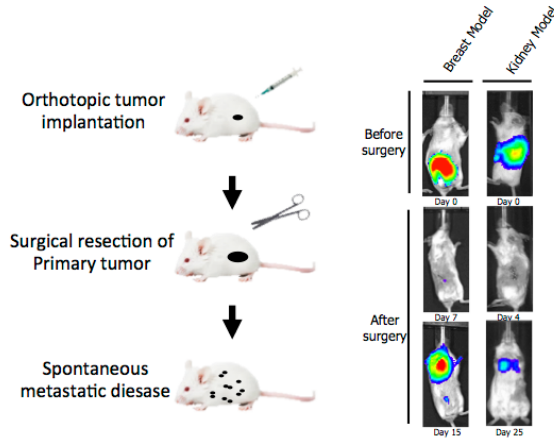 Orthotopic tumor
implantation
Surgical resection of
Primary tumor
Spontaneous
metastatic diesase
Breast Model
Kidney Model
Before
surgery
Day 0
Day 0
After
surgery
Day 7
Day 4
Day 15
Day 25